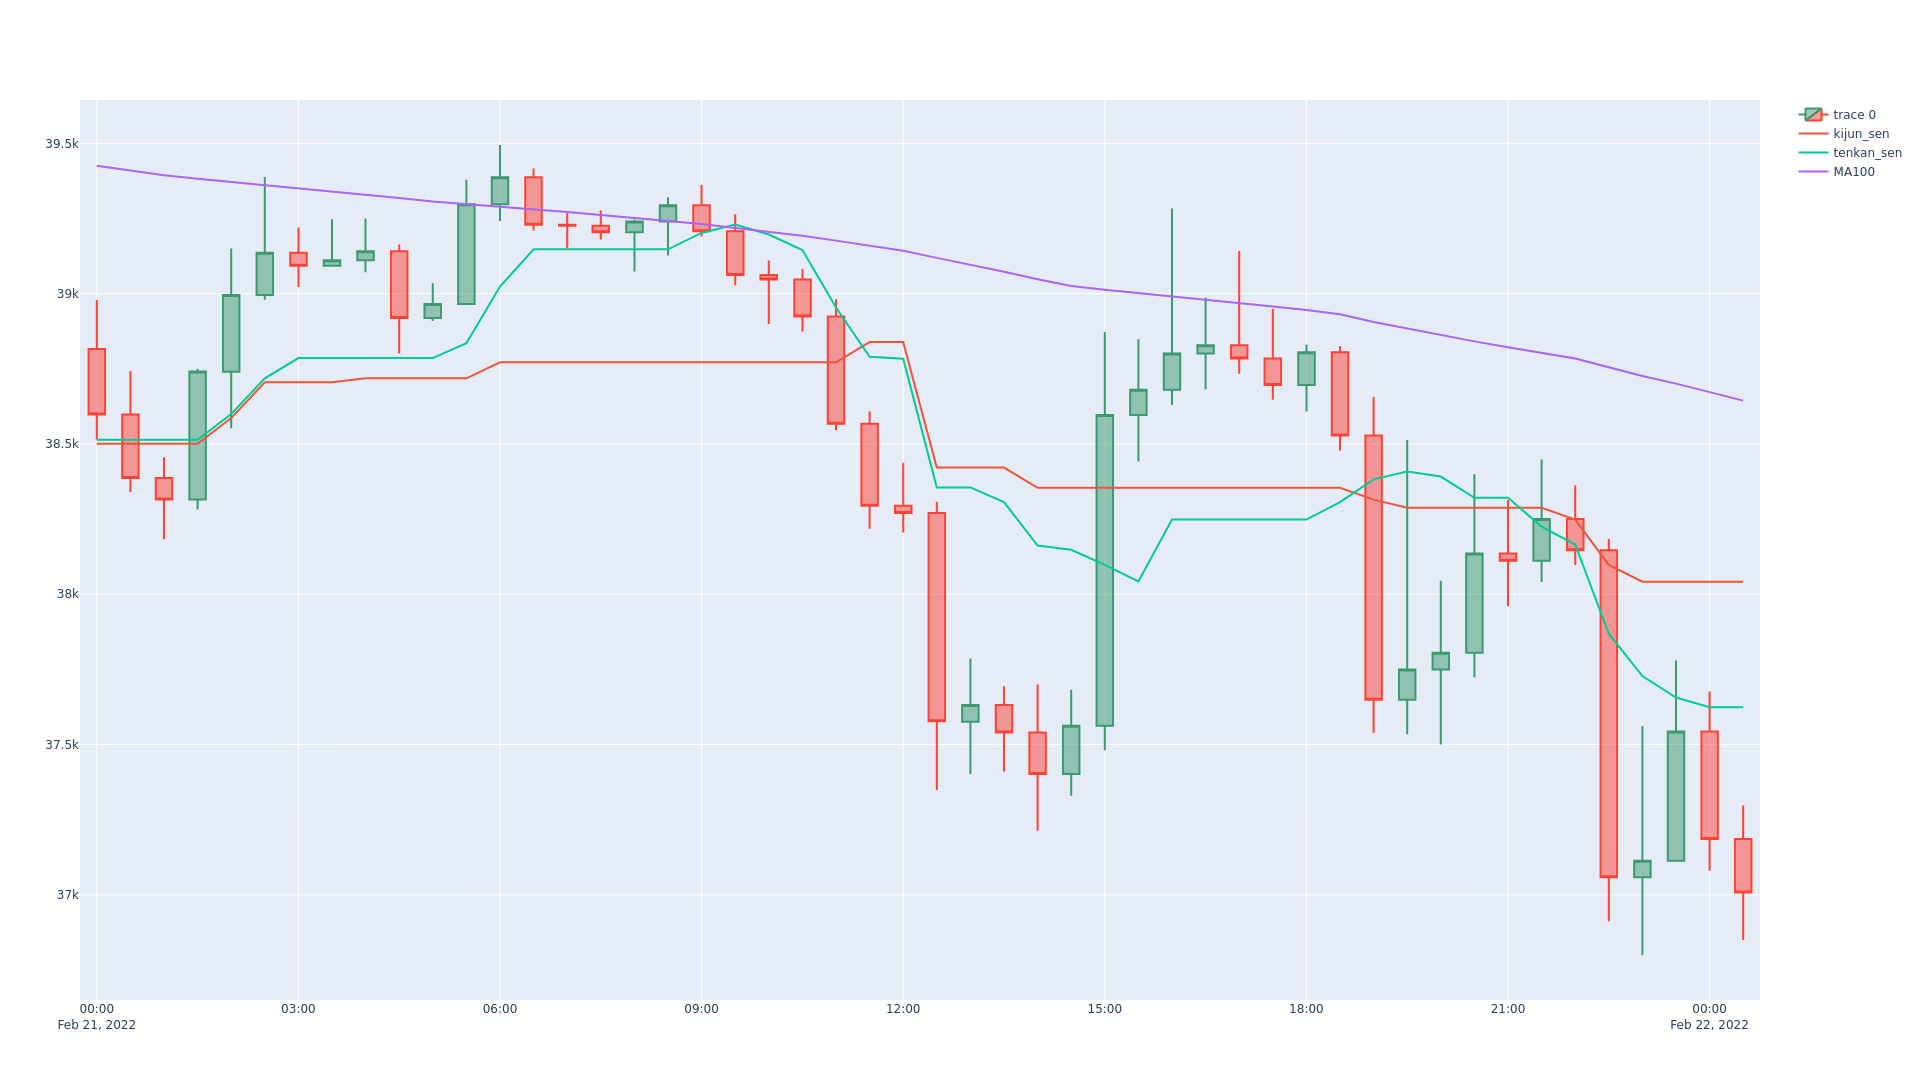 39.5k
39k
38.5k
38k
37.5k
37k
00:00 03:00 06:00 09:00 12:00 15:00 18:00 21:00 00:00
Feb 21, 2022 Feb 22, 2022
trace 0
kijun_sen
tenkan_sen
MA100